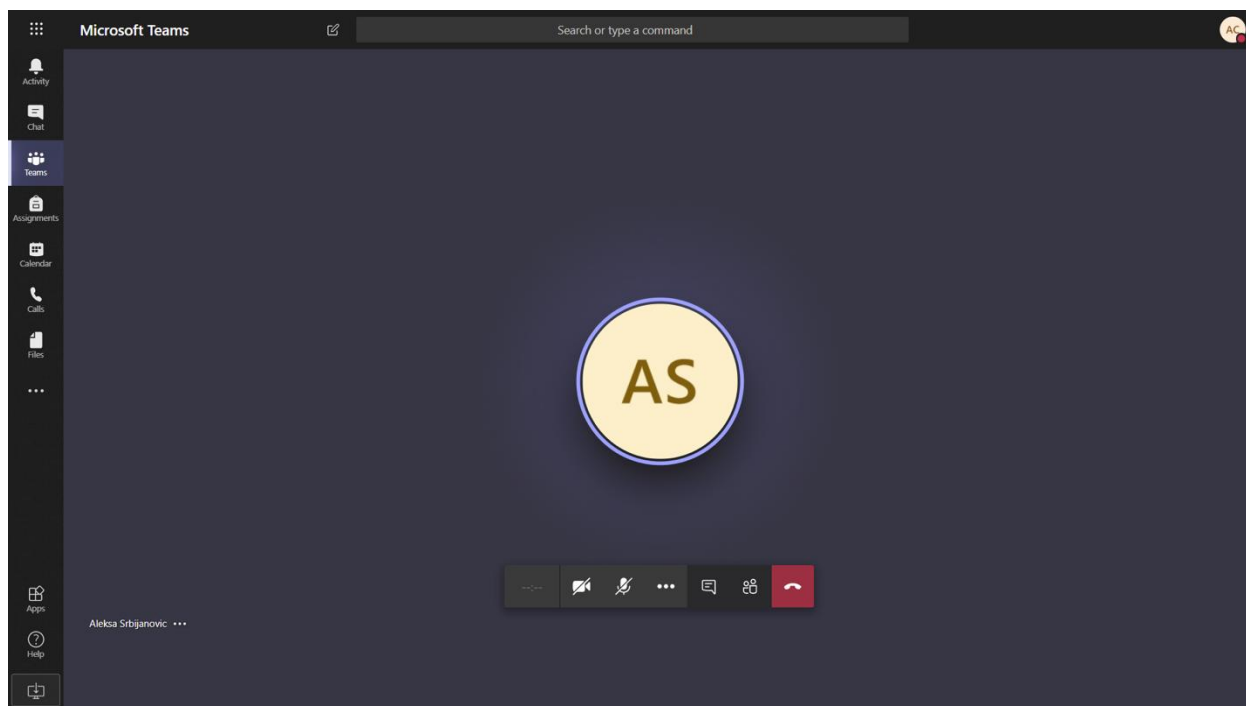 Microsoft Teams
Search or type a command
AC
Activity
Chat
Teams
Assignments
Calendar
Calls
Files
AS
--:--
Apps
Aleksa Srbijanovic
Help